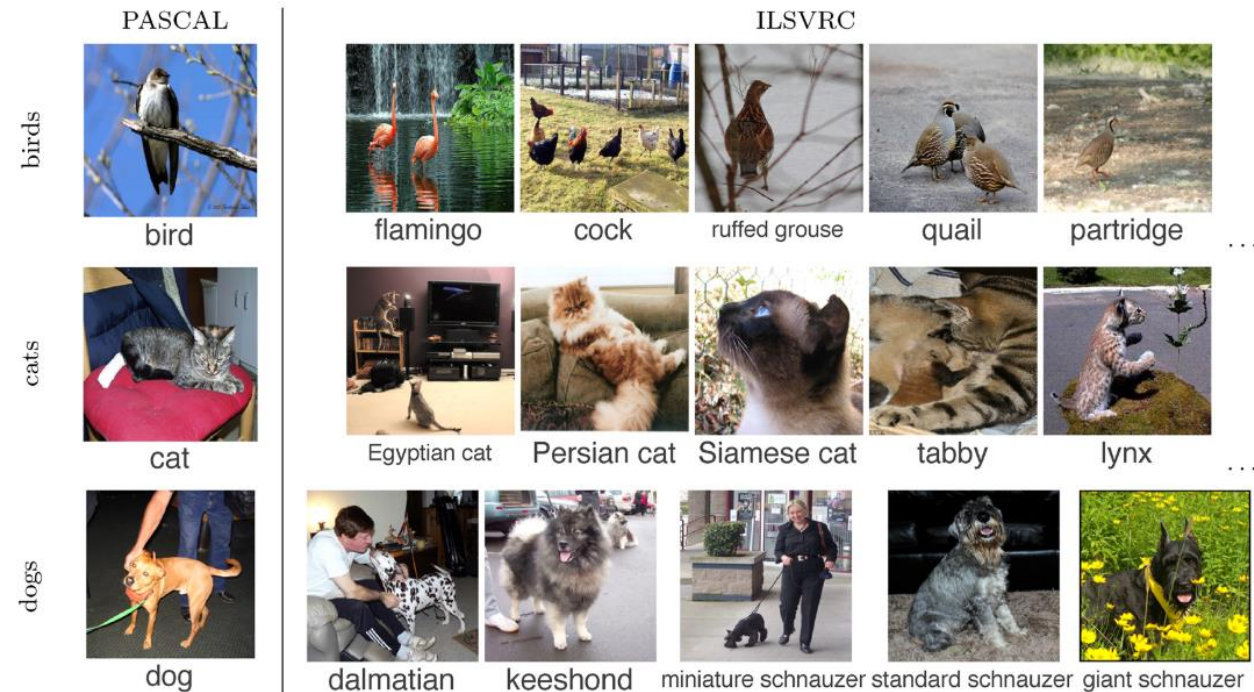 PASCAL
ILSVRC
birds
bird
flamingo
cock
ruffed grouse
quail
partridge
...
cats
cat
Egyptian cat
Persian cat
Siamese cat
tabby
lynx
...
dogs
dog
dalmatian
keeshond
miniature schnauzer
standard schnauzer
giant schnauzer